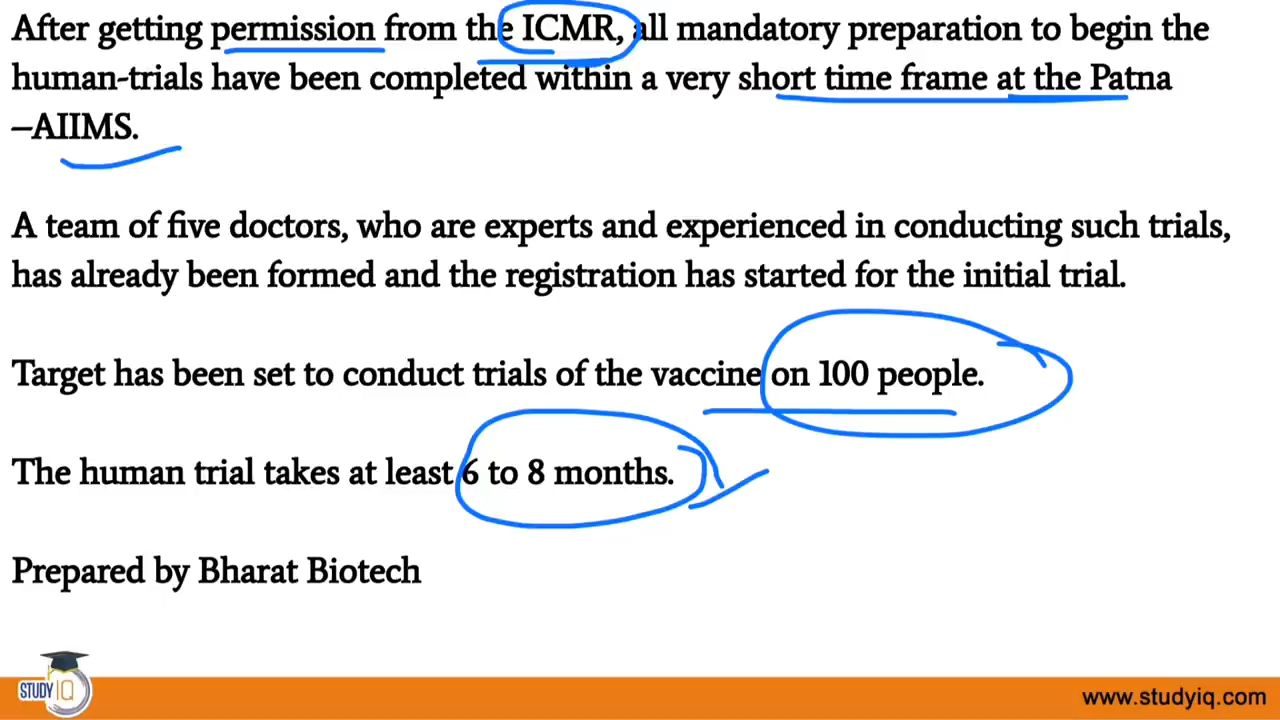 After getting permission from the ICMR, all mandatory preparation to begin the
human-trials have been completed within a very short time frame at the Patna
–AIIMS.
A team of five doctors, who are experts and experienced in conducting such trials,
has already been formed and the registration has started for the initial trial.
Target has been set to conduct trials of the vaccine on 100 people.
The human trial takes at least 6 to 8 months.
Prepared by Bharat Biotech
STUDY IQ
www.studyiq.com